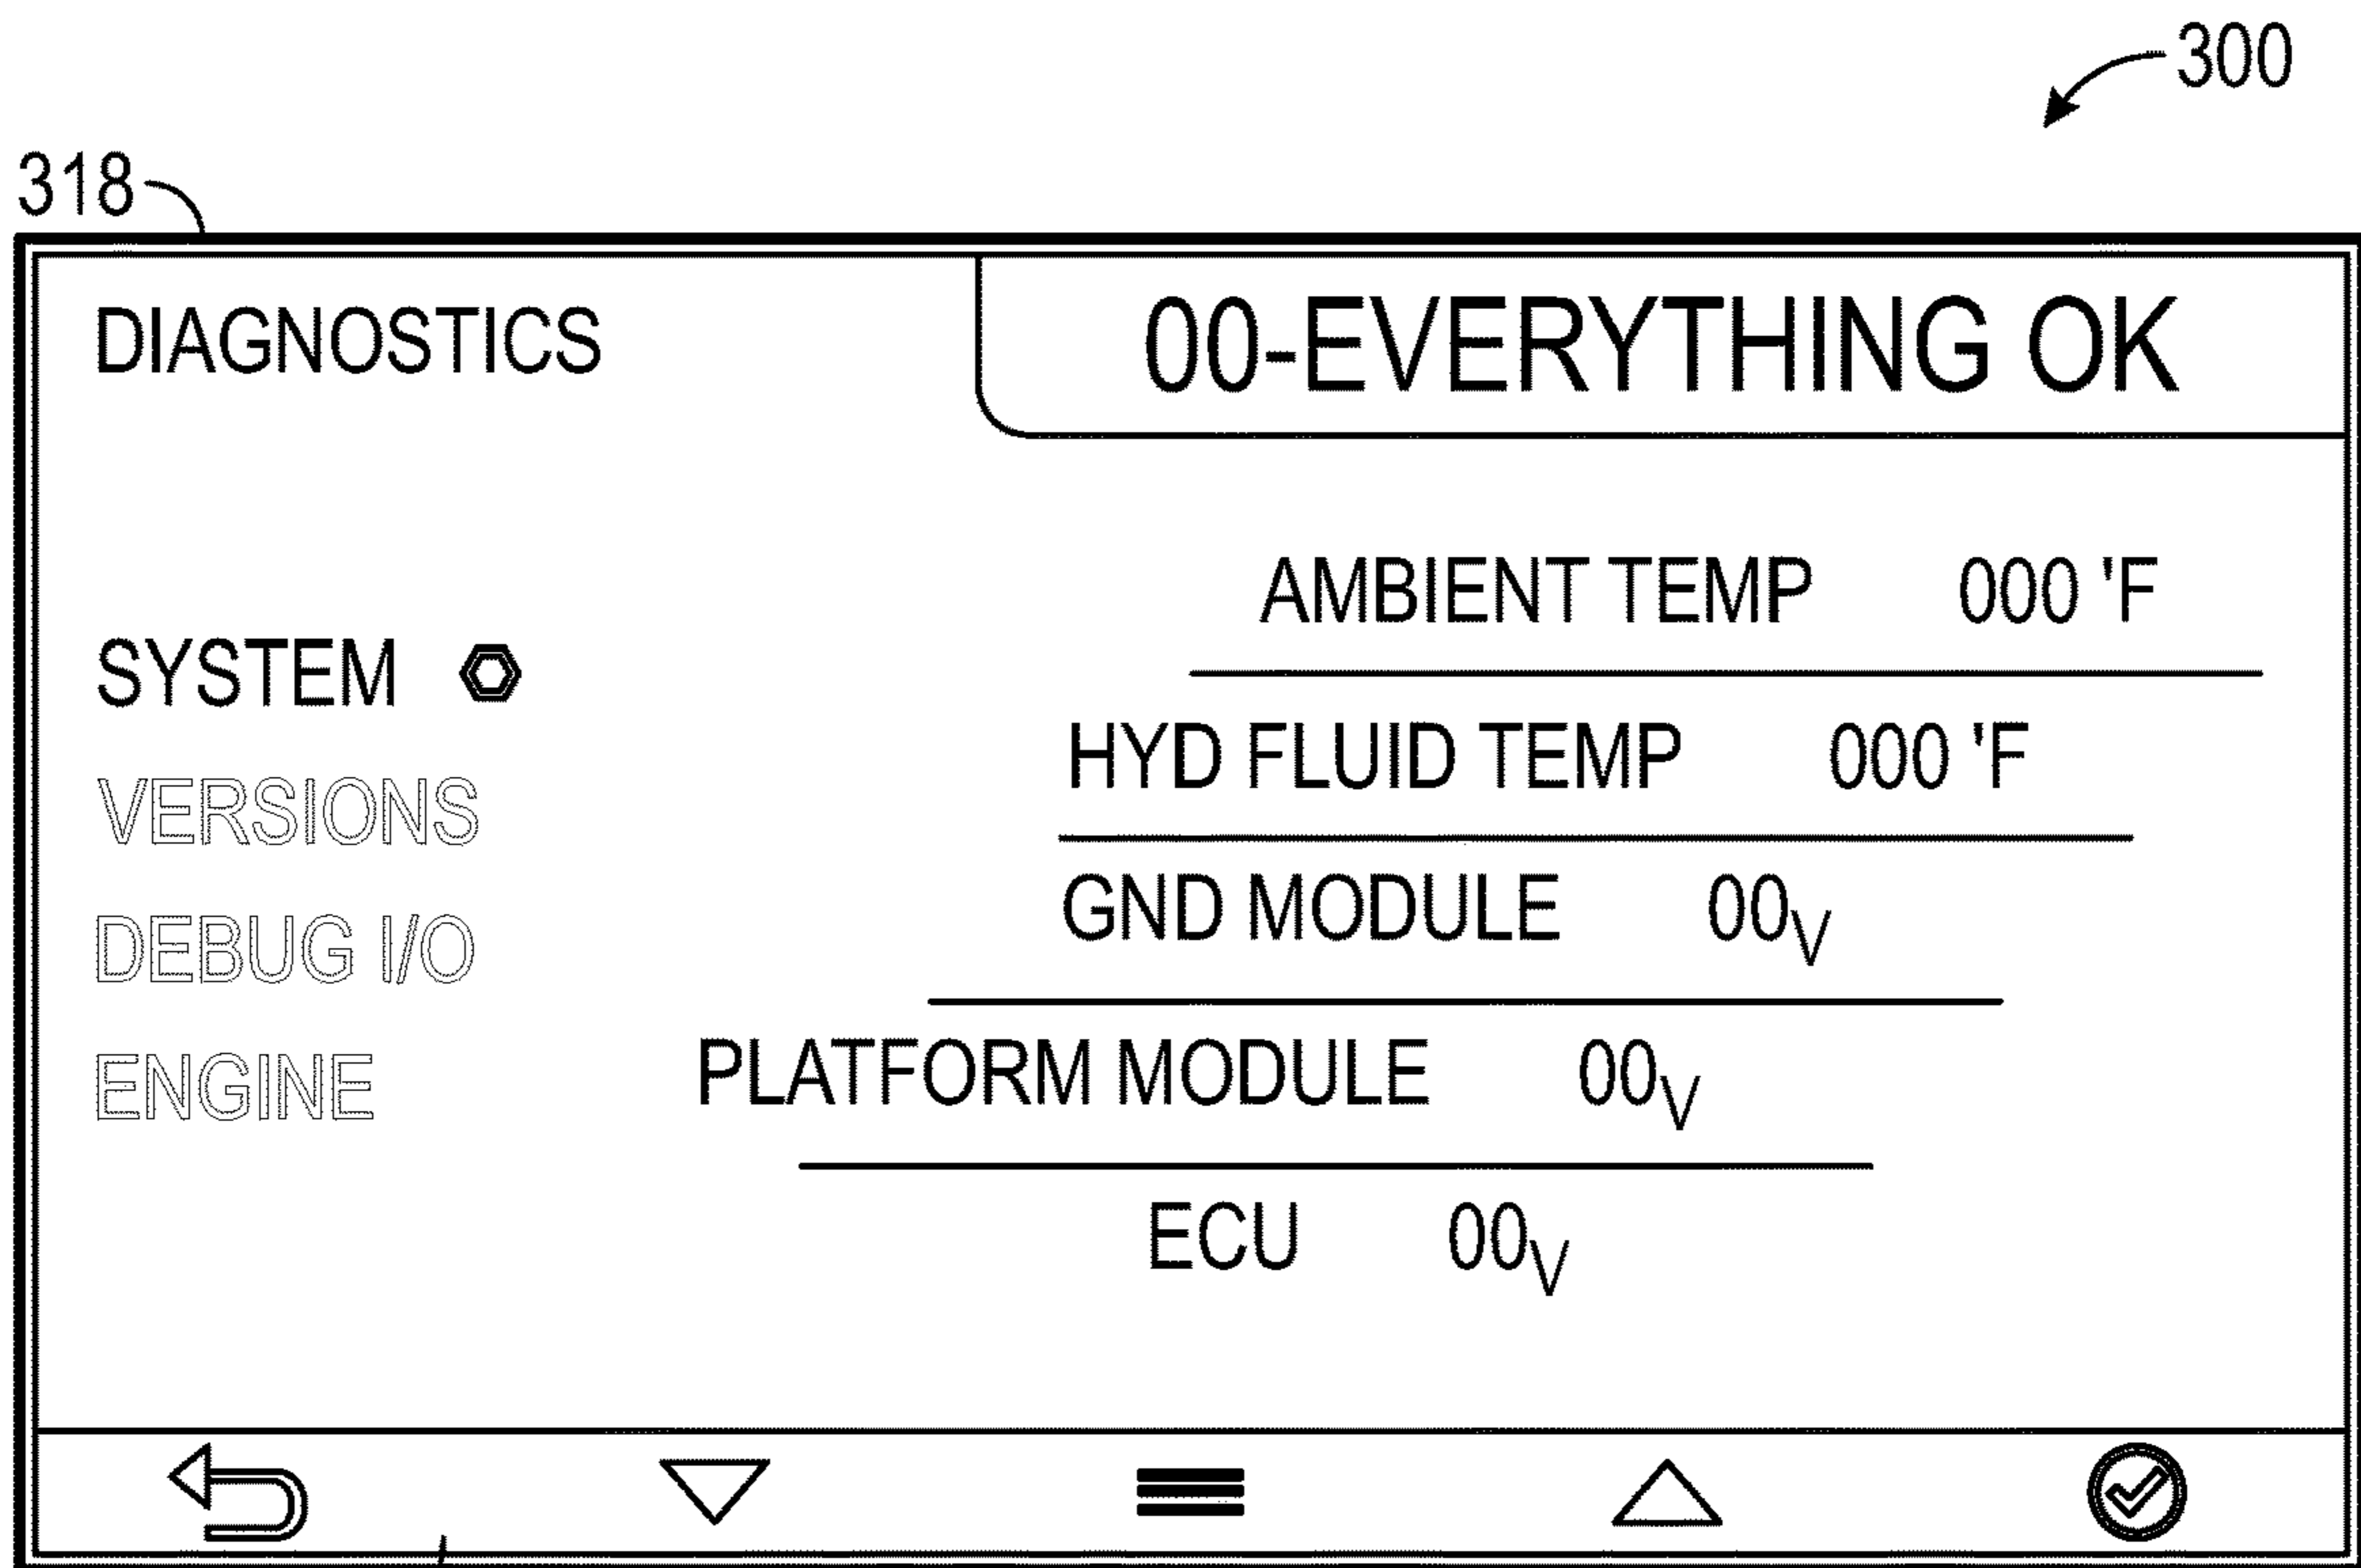 300
318
DIAGNOSTICS
00-EVERYTHING OK
SYSTEM
VERSIONS
DEBUG I/O
ENGINE
AMBIENT TEMP 000 'F
HYD FLUID TEMP 000 'F
GND MODULE 00V
PLATFORM MODULE 00V
ECU 00V